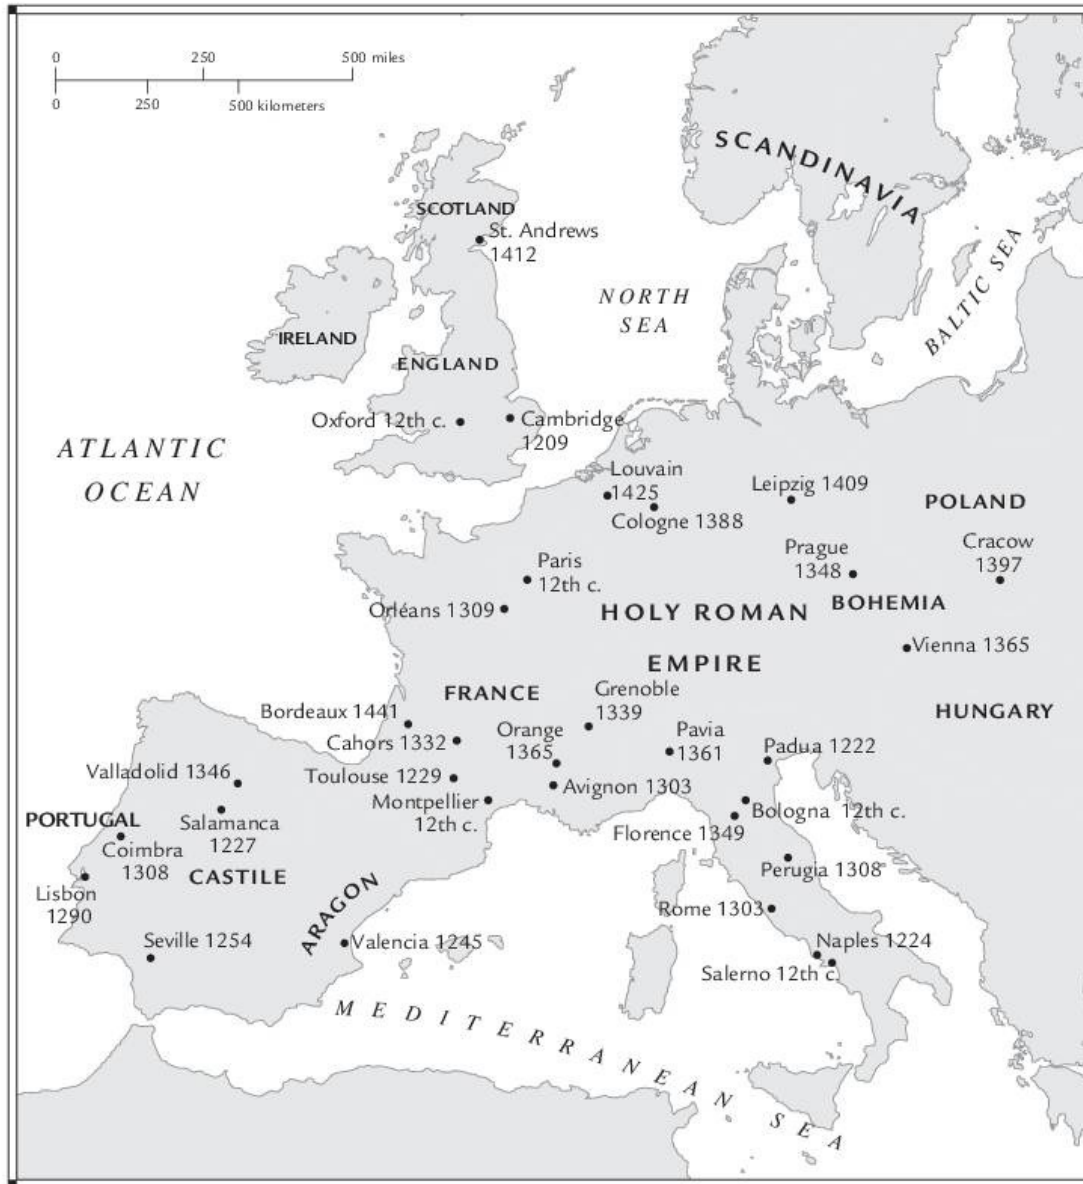 0 250 500 miles
0 250 500 kilometers
SCANDINAVIA
SCOTLAND
St. Andrews
1412
NORTH
SEA
BALTIC SEA
IRELAND
ENGLAND
Oxford 12th c.
Cambridge
1209
ATLANTIC
OCEAN
Louvain
1425
Cologne 1388
Leipzig 1409
POLAND
Prague
1348
Cracow
1397
Paris
12th c.
Orléans 1309
HOLY ROMAN
EMPIRE
BOHEMIA
Vienna 1365
FRANCE
Grenoble
1339
HUNGARY
Bordeaux 1441
Cahors 1332
Orange
1365
Pavia
1361
Padua 1222
Valladolid 1346
Toulouse 1229
Avignon 1303
Montpellier
12th c.
Bologna 12th c.
Florence 1349
PORTUGAL
Salamanca
1227
Coimbra
1308
CASTILE
Perugia 1308
Lisbon
1290
ARAGON
Rome 1303
Seville 1254
Valencia 1245
Naples 1224
Salerno 12th c.
MEDITERRANEAN SEA